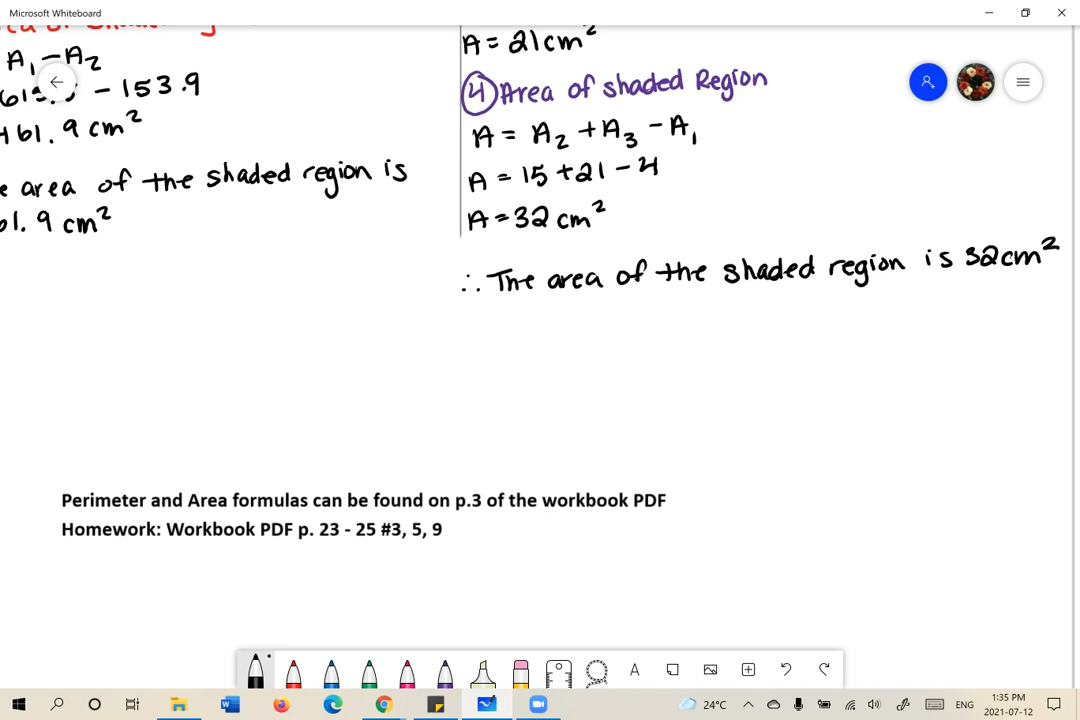 Microsoft Whiteboard
A₁ - A₂
- 153.9
461.9 cm²
area of the shaded region is
61.9 cm²
A = 21cm²
④ Area of shaded Region
A = A₂ + A₃ - A₁
A = 15 + 21 - 4
A = 32 cm²
∴ The area of the shaded region is 32cm²
Perimeter and Area formulas can be found on p.3 of the workbook PDF
Homework: Workbook PDF p. 23 - 25 #3, 5, 9
A
24°C
ENG
1:35 PM
2021-07-12